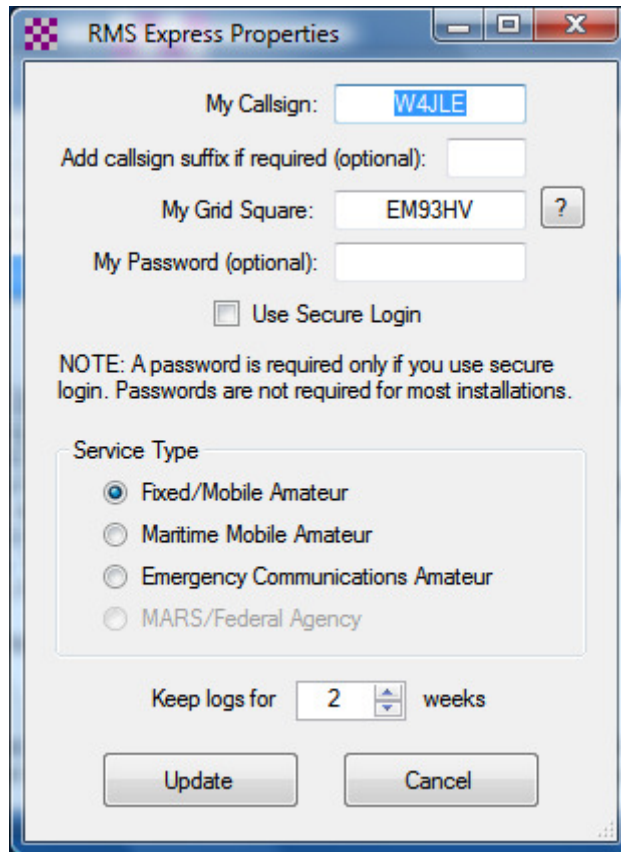 RMS Express Properties
My Callsign: W4JLE
Add callsign suffix if required (optional):
My Grid Square: EM93HV ?
My Password (optional):
Use Secure Login
NOTE: A password is required only if you use secure
login. Passwords are not required for most installations.
Service Type
Fixed/Mobile Amateur
Maritime Mobile Amateur
Emergency Communications Amateur
MARS/Federal Agency
Keep logs for 2 weeks
Update Cancel